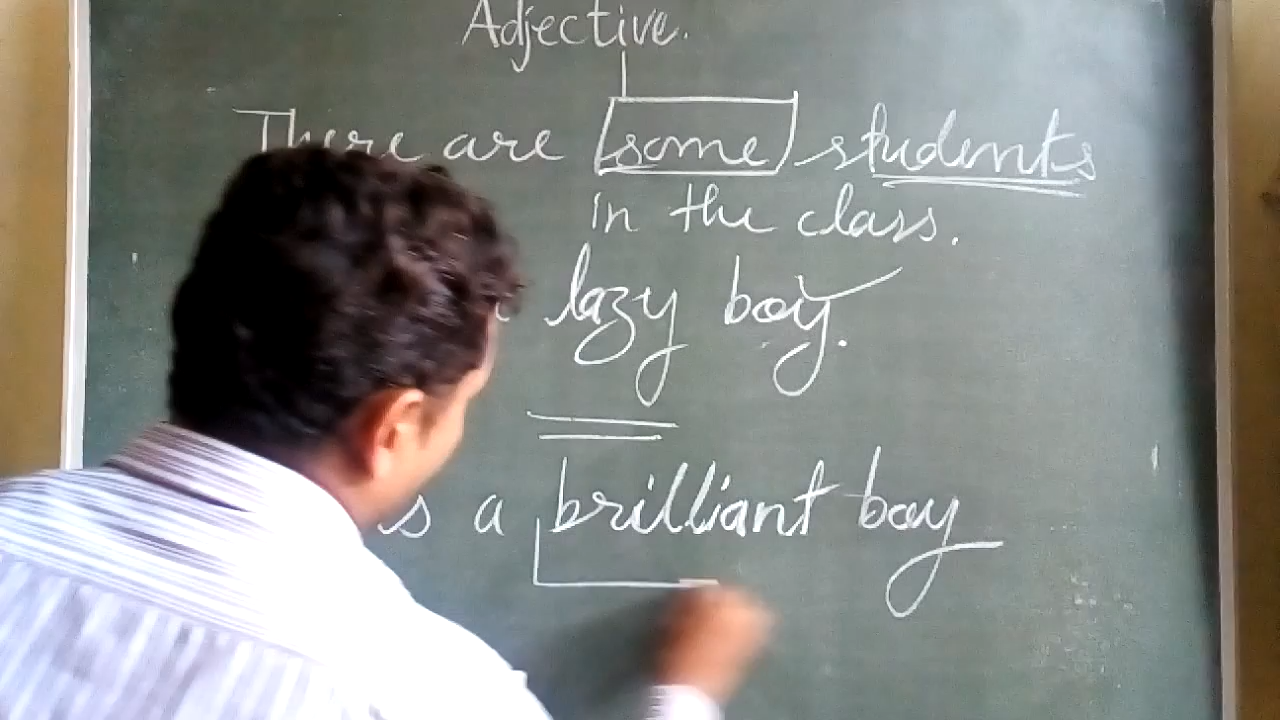 Adjective.
There are some students
in the class.
lazy boy.
a brilliant boy